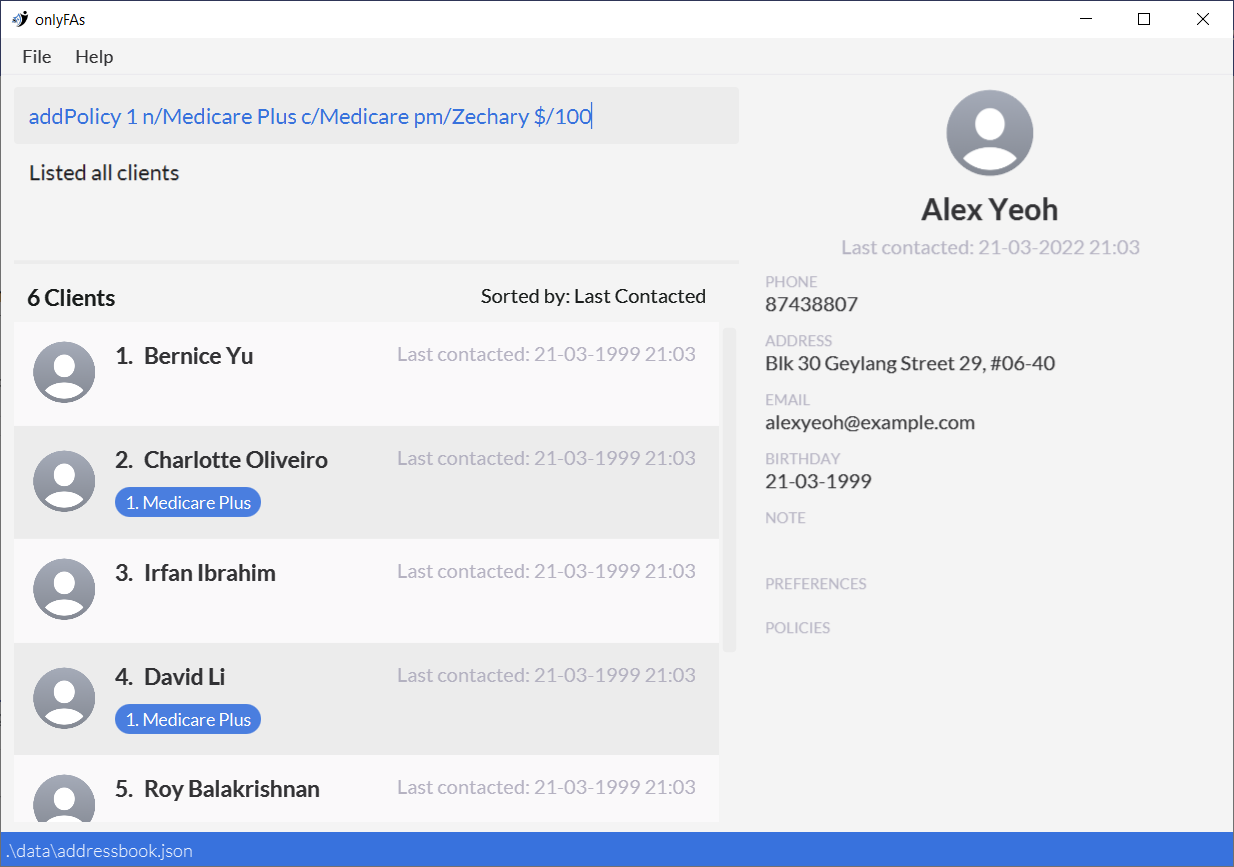 onlyFAs
File Help
addPolicy 1 n/Medicare Plus c/Medicare pm/Zechary $/100
Listed all clients
6 Clients
Sorted by: Last Contacted
1. Bernice Yu
Last contacted: 21-03-1999 21:03
2. Charlotte Oliveiro
Last contacted: 21-03-1999 21:03
1. Medicare Plus
3. Irfan Ibrahim
Last contacted: 21-03-1999 21:03
4. David Li
Last contacted: 21-03-1999 21:03
1. Medicare Plus
5. Roy Balakrishnan
Last contacted: 21-03-1999 21:03
Alex Yeoh
Last contacted: 21-03-2022 21:03
PHONE
87438807
ADDRESS
Blk 30 Geylang Street 29, #06-40
EMAIL
alexyeoh@example.com
BIRTHDAY
21-03-1999
NOTE
PREFERENCES
POLICIES
.\data\addressbook.json